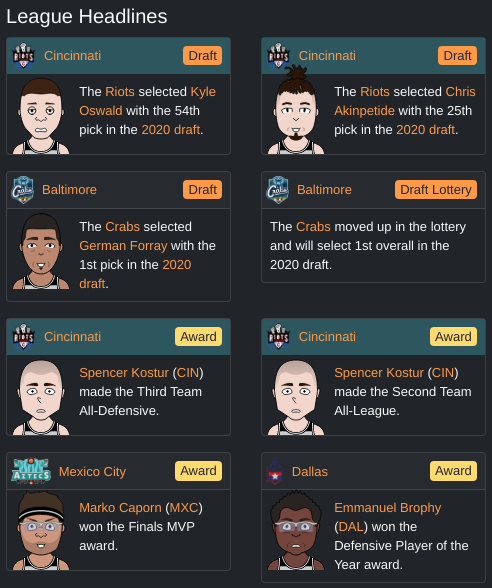 League Headlines
Cincinnati Draft
The Riots selected Kyle
Oswald with the 54th
pick in the 2020 draft.
Cincinnati Draft
The Riots selected Chris
Akinpetide with the 25th
pick in the 2020 draft.
Baltimore Draft
The Crabs selected
German Forray with the
1st pick in the 2020
draft.
Baltimore Draft Lottery
The Crabs moved up in the lottery
and will select 1st overall in the
2020 draft.
Cincinnati Award
Spencer Kostur (CIN)
made the Third Team
All-Defensive.
Cincinnati Award
Spencer Kostur (CIN)
made the Second Team
All-League.
AZTECS
Mexico City Award
Marko Caporn (MXC)
won the Finals MVP
award.
Dallas Award
Emmanuel Brophy
(DAL) won the
Defensive Player of the
Year award.